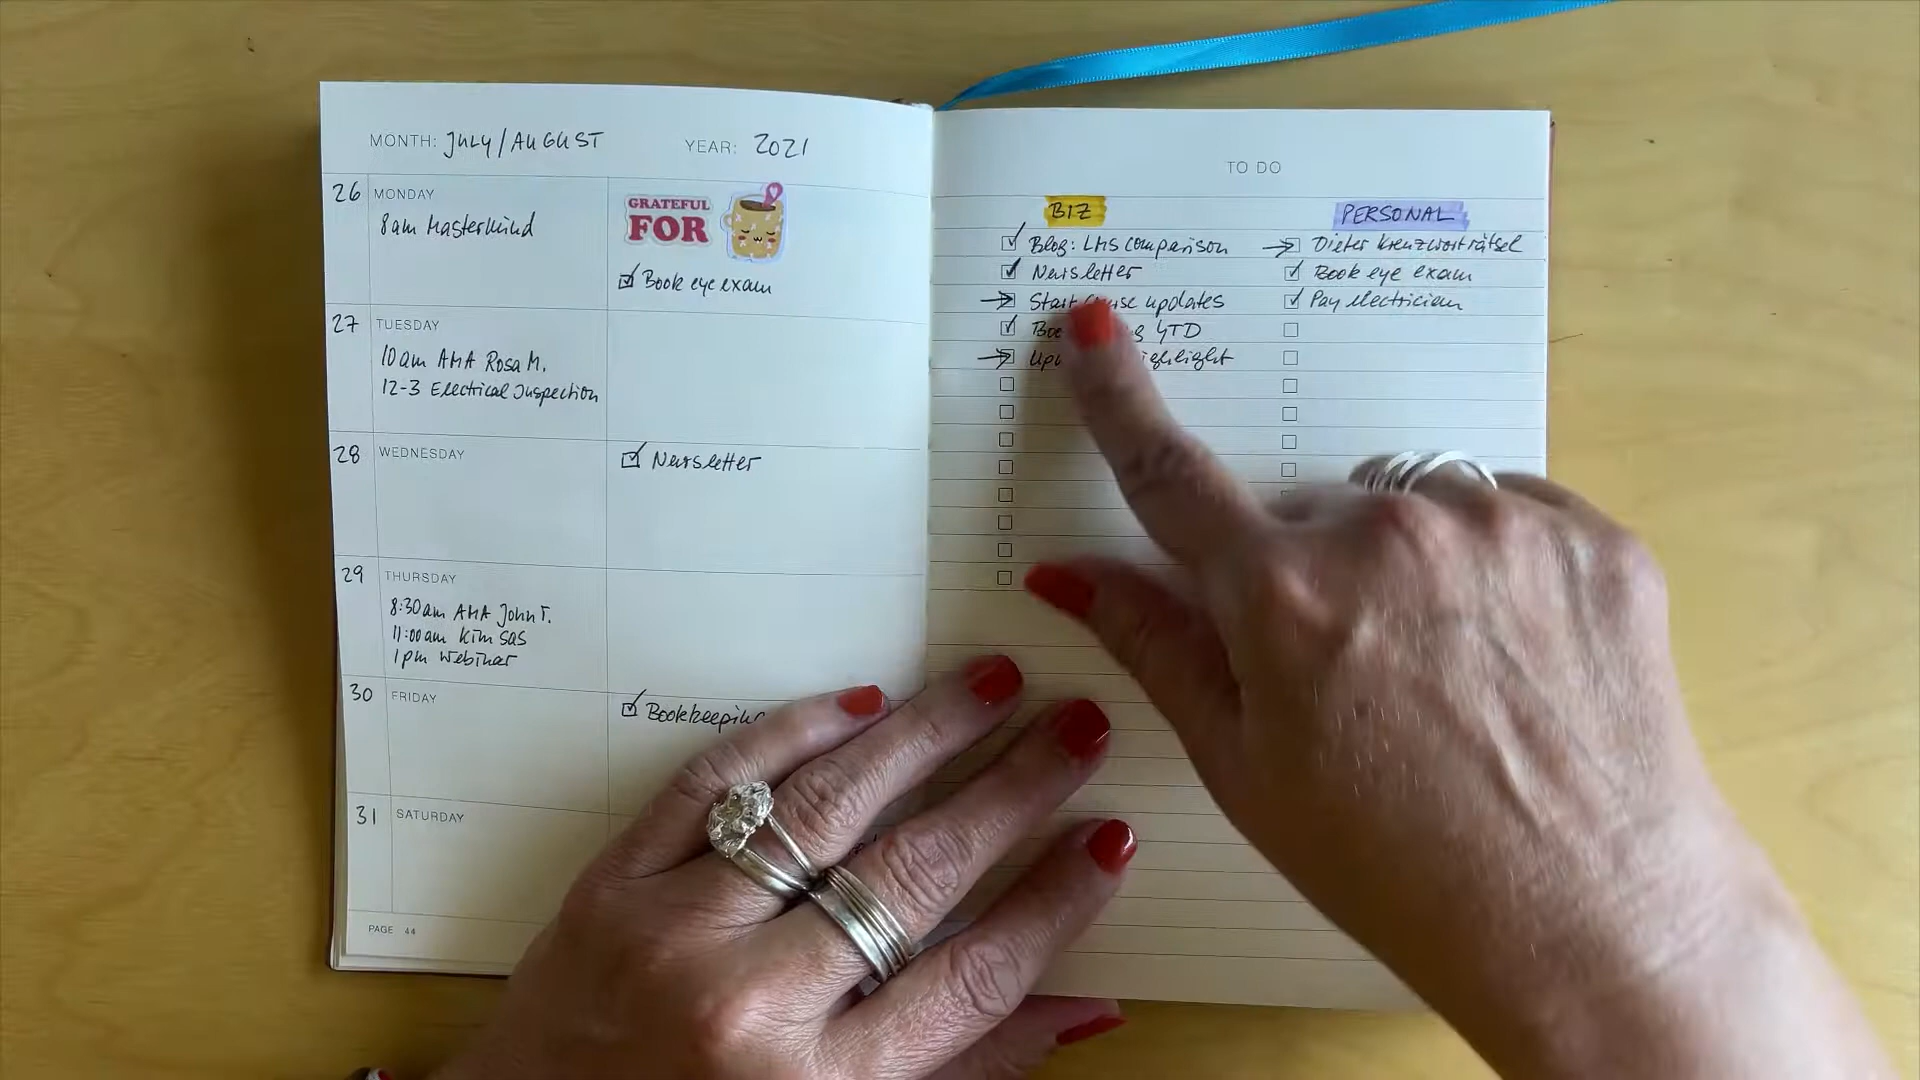 MONTH: JULY/AUGUST YEAR: 2021
26 MONDAY
8am Mastermind
GRATEFUL
FOR
Book eye exam
27 TUESDAY
10am AMA Rosa M.
12-3 Electrical Inspection
28 WEDNESDAY
Newsletter
29 THURSDAY
8:30am AMA John T.
11:00am Kim SaS
1pm Webinar
30 FRIDAY
31 SATURDAY
PAGE 44
TO DO
BIZ
Blog: LMS comparison
Newsletter
Start updates
YTD
PERSONAL
Dieter Kreuzworträtsel
Book eye exam
Pay electrician